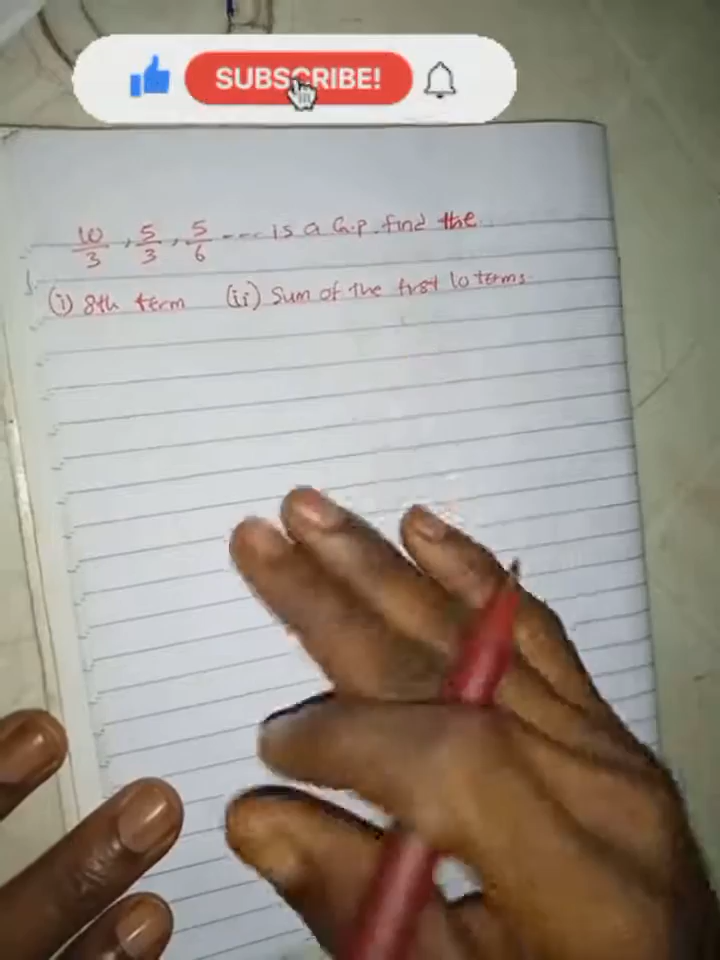 SUBSCRIBE!
10/3, 5/3, 5/6 --- is a G.P. find the
(i) 8th term (ii) Sum of the first 10 terms